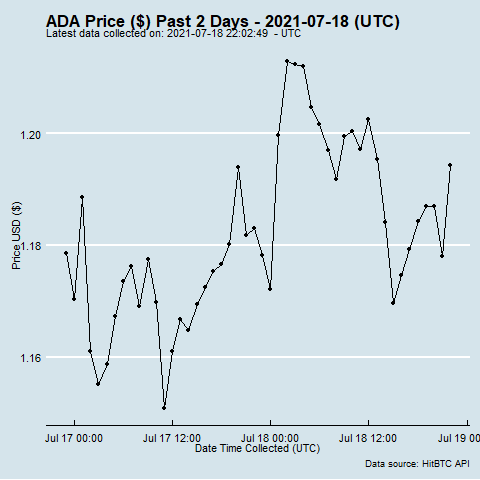 ADA Price ($) Past 2 Days - 2021-07-18 (UTC)
Latest data collected on: 2021-07-18 22:02:49 - UTC
1.20
1.18
1.16
Price USD ($)
Jul 17 00:00 Jul 17 12:00 Jul 18 00:00 Jul 18 12:00 Jul 19 00
Date Time Collected (UTC)
Data source: HitBTC API